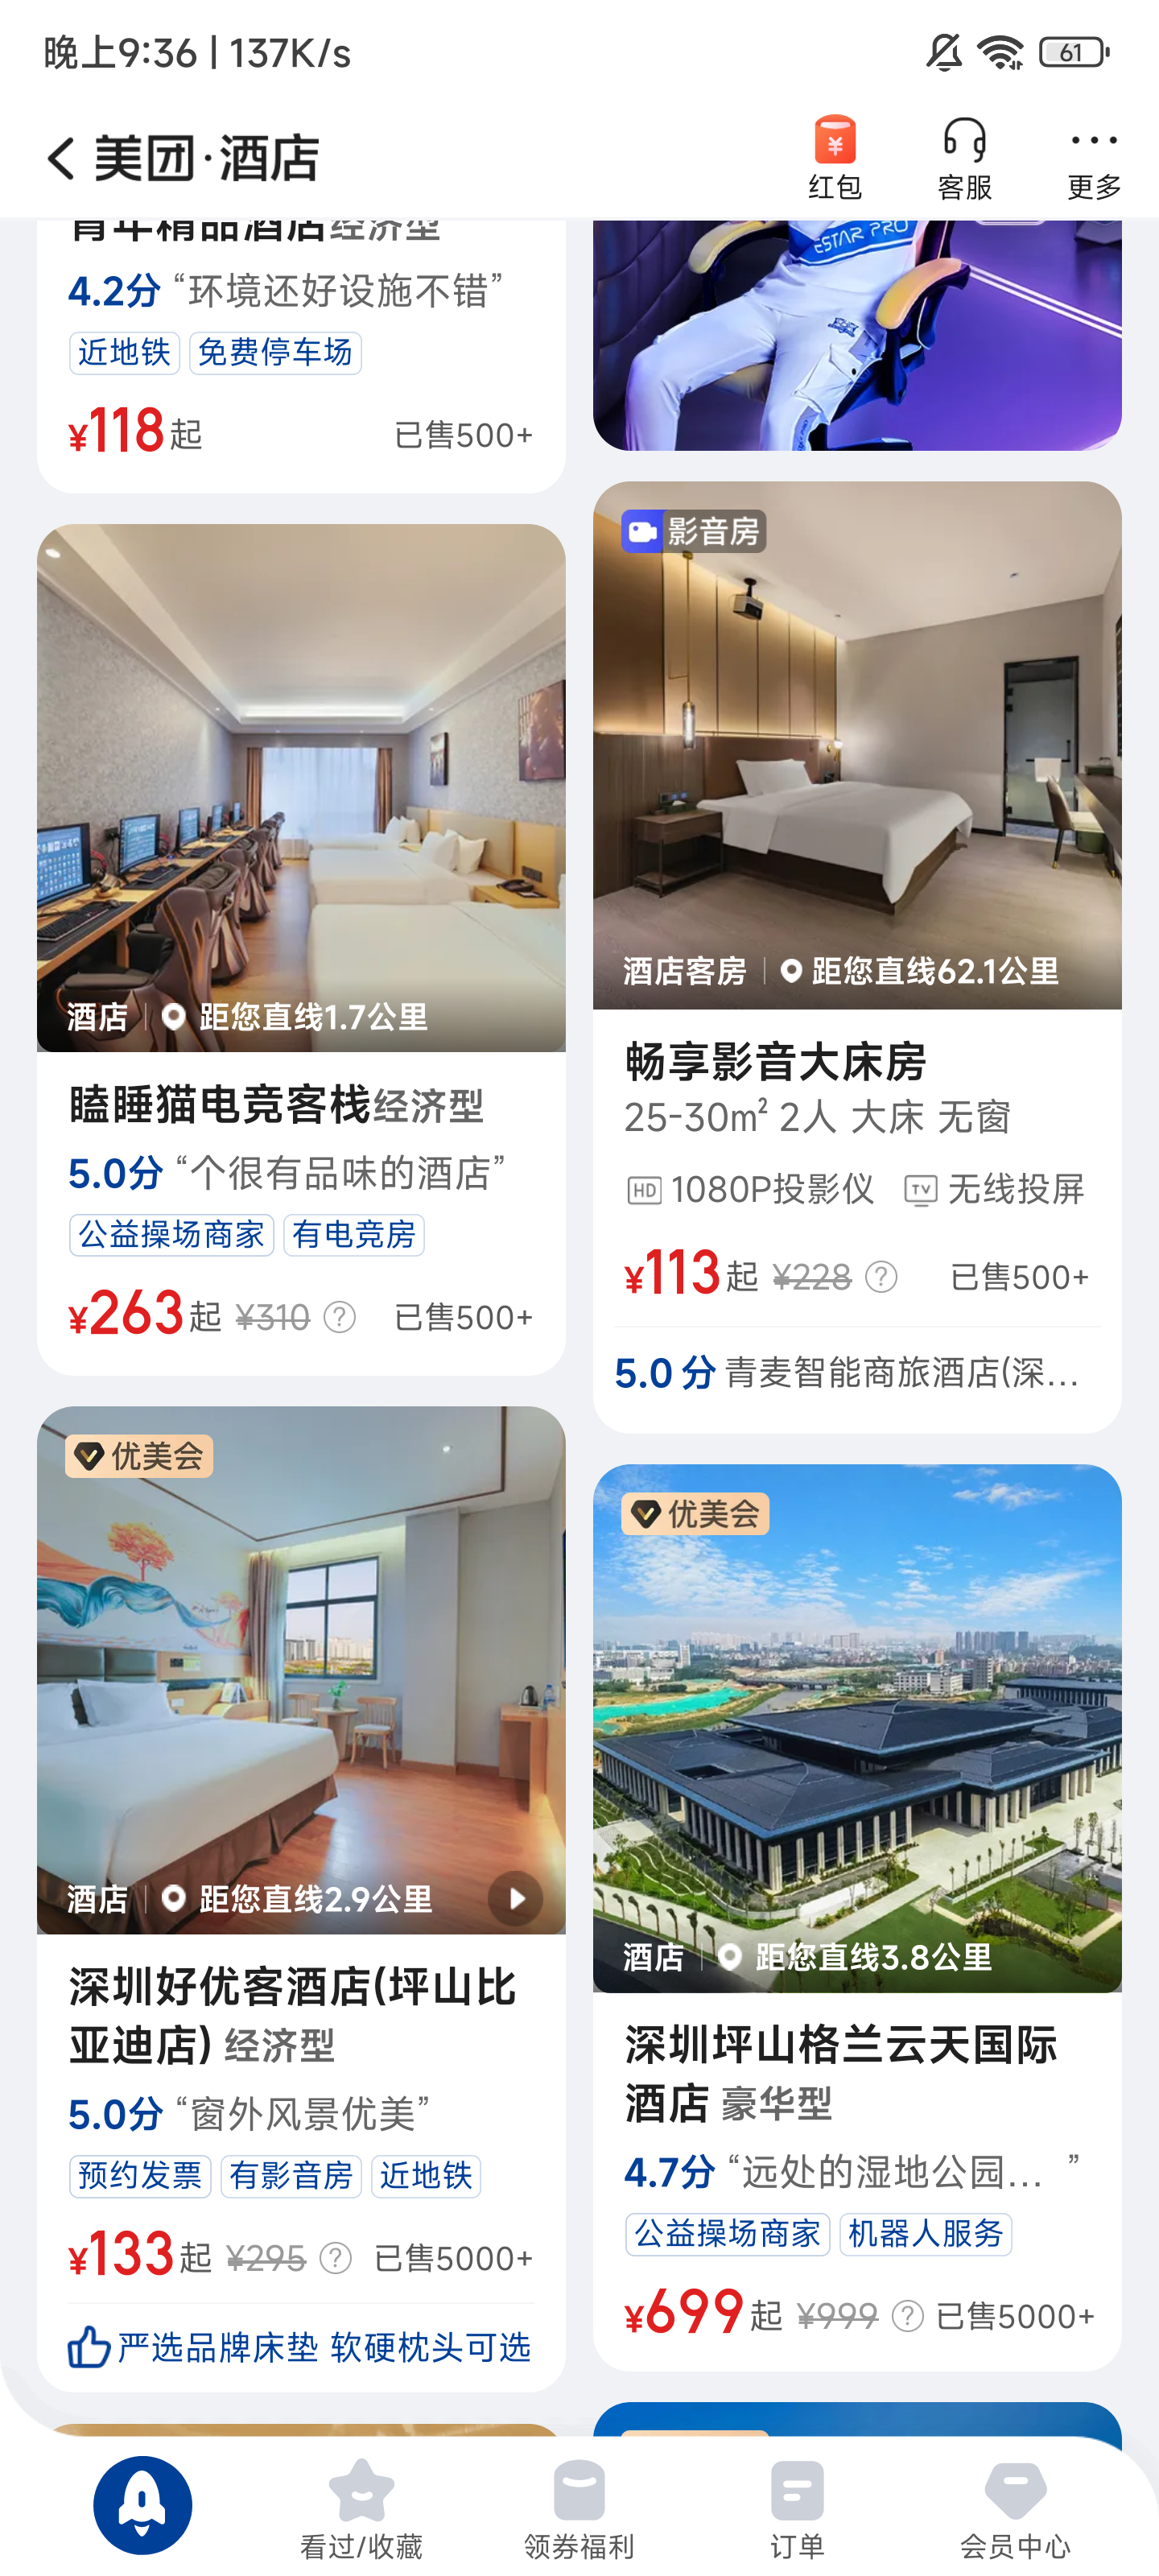 晚上9:36 | 137K/s
61
美团·酒店
红包
客服
更多
青年精品酒店经济型
4.2分 “环境还好设施不错”
近地铁 免费停车场
¥118起 已售500+
酒店 距您直线1.7公里
瞌睡猫电竞客栈经济型
5.0分 “个很有品味的酒店”
公益操场商家 有电竞房
¥263起 ¥310 ? 已售500+
优美会
酒店 距您直线2.9公里
深圳好优客酒店(坪山比
亚迪店) 经济型
5.0分 “窗外风景优美”
预约发票 有影音房 近地铁
¥133起 ¥295 ? 已售5000+
严选品牌床垫 软硬枕头可选
ESTAR PRO
影音房
酒店客房 距您直线62.1公里
畅享影音大床房
25-30m² 2人 大床 无窗
HD 1080P投影仪 TV 无线投屏
¥113起 ¥228 ? 已售500+
5.0 分 青麦智能商旅酒店(深...
优美会
酒店 距您直线3.8公里
深圳坪山格兰云天国际
酒店 豪华型
4.7分 “远处的湿地公园... ”
公益操场商家 机器人服务
¥699起 ¥999 ? 已售5000+
看过/收藏
领券福利
订单
会员中心